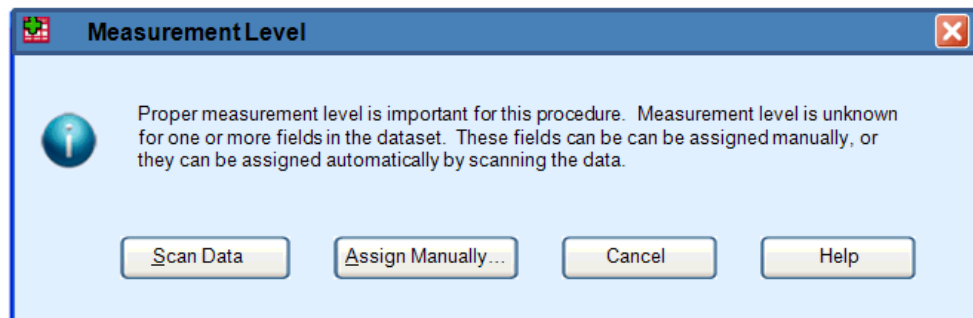 Measurement Level
Proper measurement level is important for this procedure. Measurement level is unknown
for one or more fields in the dataset. These fields can be can be assigned manually, or
they can be assigned automatically by scanning the data.
Scan Data Assign Manually... Cancel Help